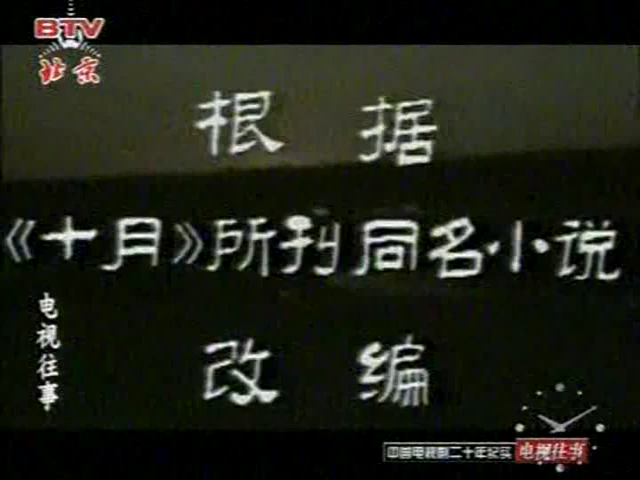 BTV
北京
根 据
《十月》所刊同名小说
改 编
电视往事
中国电视剧二十年纪实
电视往事